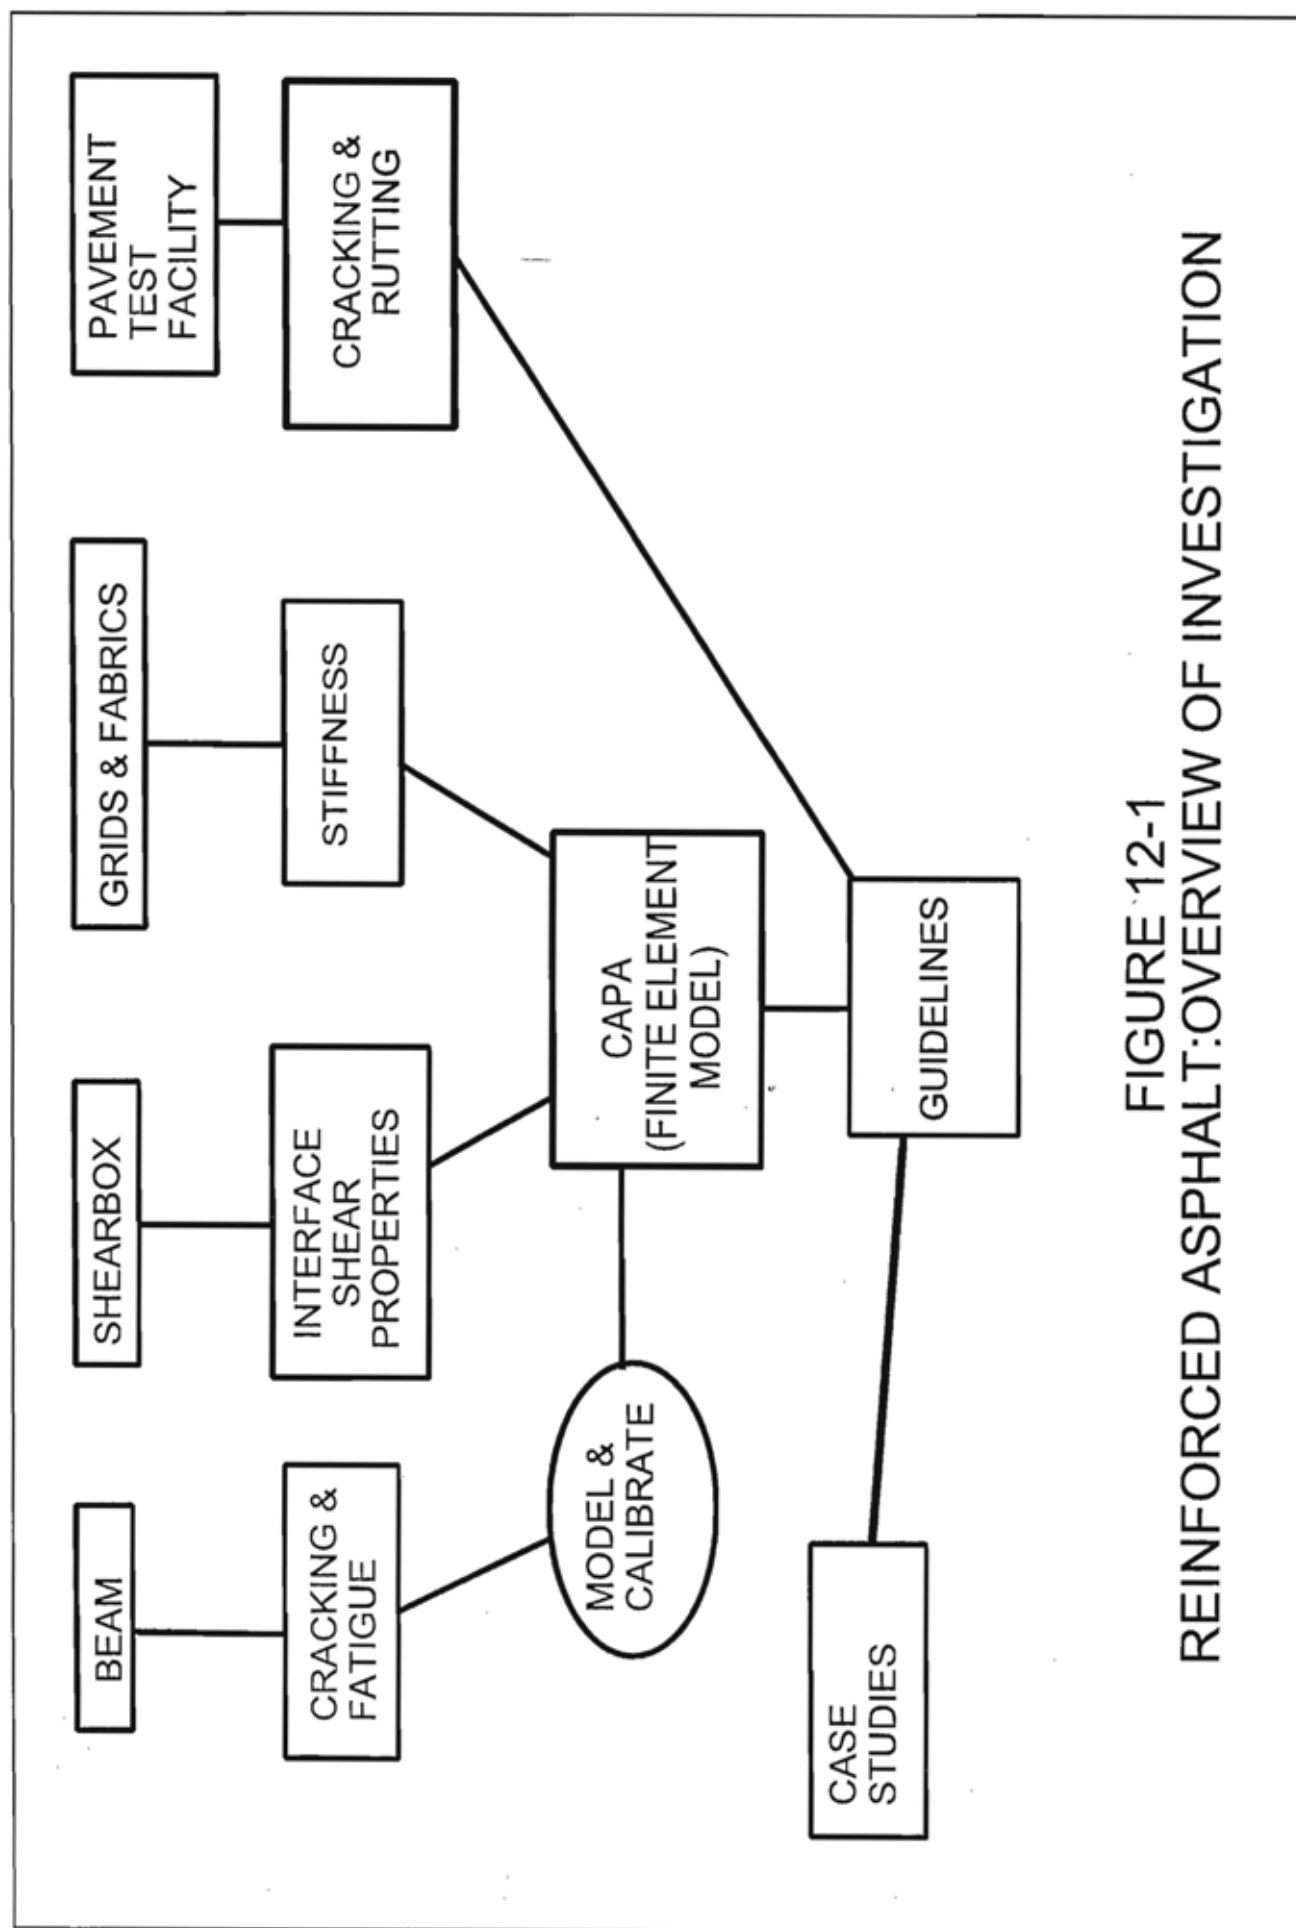 BEAM
SHEARBOX
GRIDS & FABRICS
PAVEMENT
TEST
FACILITY
CRACKING &
FATIGUE
INTERFACE
SHEAR
PROPERTIES
STIFFNESS
CRACKING &
RUTTING
MODEL &
CALIBRATE
CAPA
(FINITE ELEMENT
MODEL)
CASE
STUDIES
GUIDELINES
FIGURE 12-1
REINFORCED ASPHALT:OVERVIEW OF INVESTIGATION